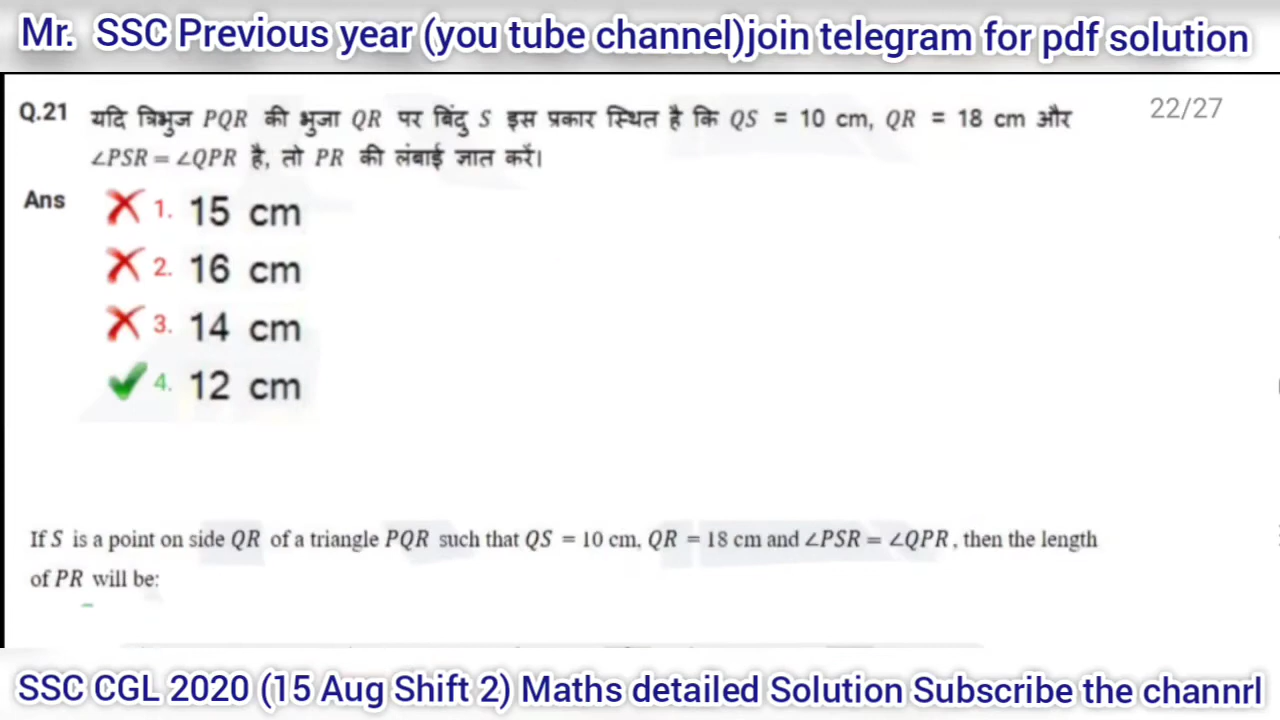 Mr. SSC Previous year (you tube channel)join telegram for pdf solution
Q.21 यदि त्रिभुज PQR की भुजा QR पर बिंदु S इस प्रकार स्थित है कि QS = 10 cm, QR = 18 cm और
22/27
∠PSR = ∠QPR है, तो PR की लंबाई ज्ञात करें।
Ans
1. 15 cm
2. 16 cm
3. 14 cm
4. 12 cm
If S is a point on side QR of a triangle PQR such that QS = 10 cm, QR = 18 cm and ∠PSR = ∠QPR, then the length
of PR will be:
SSC CGL 2020 (15 Aug Shift 2) Maths detailed Solution Subscribe the channrl